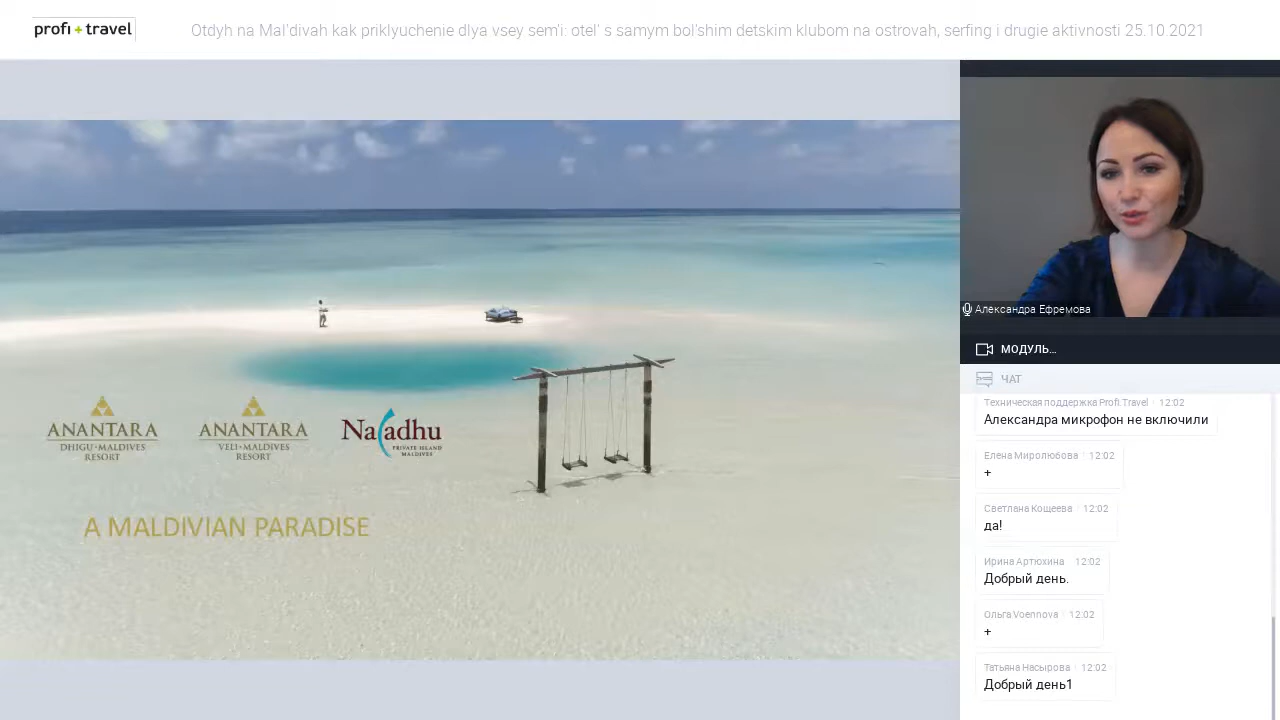 profi + travel
Otdyh na Mal'divah kak priklyuchenie dlya vsey sem'i: otel' s samym bol'shim detskim klubom na ostrovah, serfing i drugie aktivnosti 25.10.2021
ANANTARA
DHIGU • MALDIVES
RESORT
ANANTARA
VELI • MALDIVES
RESORT
Naladhu
PRIVATE ISLAND
MALDIVES
A MALDIVIAN PARADISE
Александра Ефремова
МОДУЛЬ...
ЧАТ
Техническая поддержка Profi.Travel 12:02
Александра микрофон не включили
Елена Миролюбова 12:02
+
Светлана Кощеева 12:02
да!
Ирина Артюхина 12:02
Добрый день.
Ольга Voennova 12:02
+
Татьяна Насырова 12:02
Добрый день1